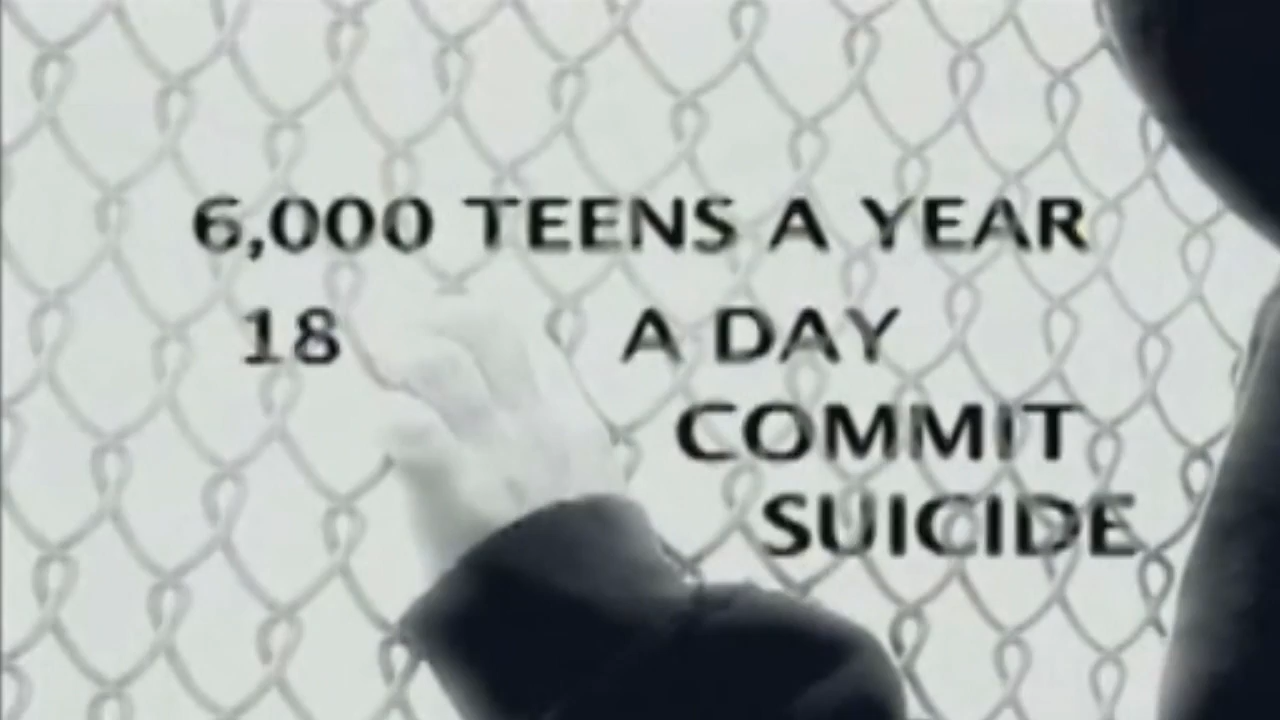 6,000 TEENS A YEAR
18 A DAY
COMMIT
SUICIDE